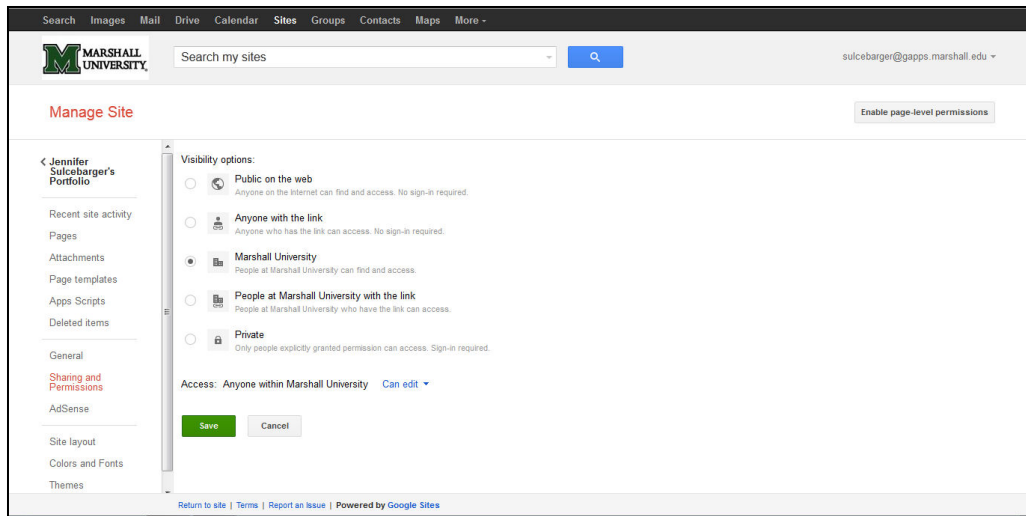 Search Images Mail Drive Calendar Sites Groups Contacts Maps More
MARSHALL
UNIVERSITY.
Search my sites
sulcebarger@gapps.marshall.edu
Manage Site
Enable page-level permissions
Jennifer
Sulcebarger's
Portfolio
Recent site activity
Pages
Attachments
Page templates
Apps Scripts
Deleted items
General
Sharing and
Permissions
AdSense
Site layout
Colors and Fonts
Themes
Visibility options:
Public on the web
Anyone on the Internet can find and access. No sign-in required.
Anyone with the link
Anyone who has the link can access. No sign-in required.
Marshall University
People at Marshall University can find and access.
People at Marshall University with the link
People at Marshall University who have the link can access.
Private
Only people explicitly granted permission can access. Sign-in required.
Access: Anyone within Marshall University Can edit
Save Cancel
Return to site | Terms | Report an Issue | Powered by Google Sites